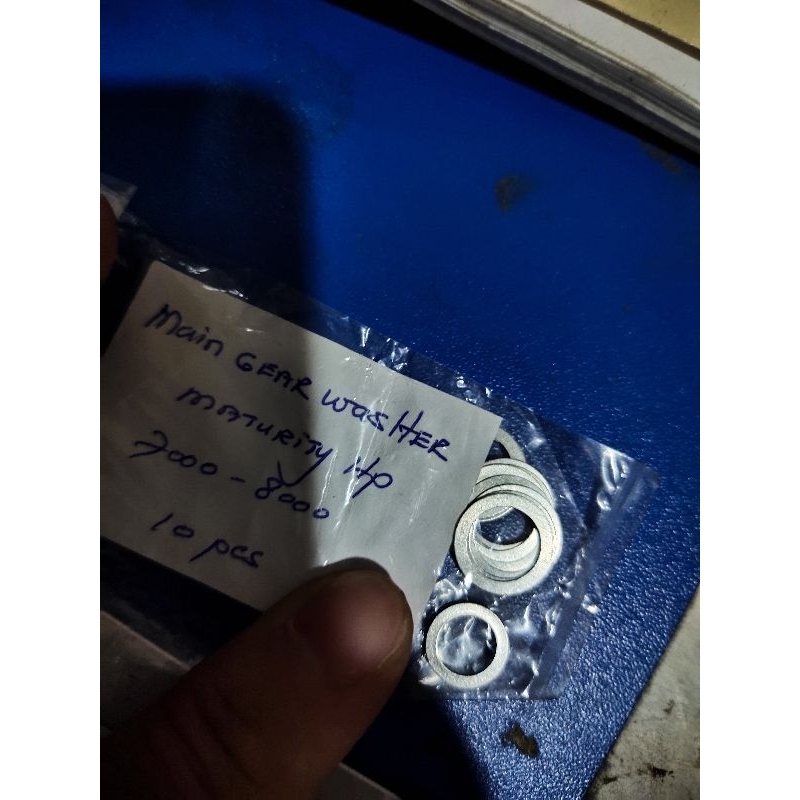 Main GEAR WASHER
MATURITY HP
7000 - 8000
10 pcs